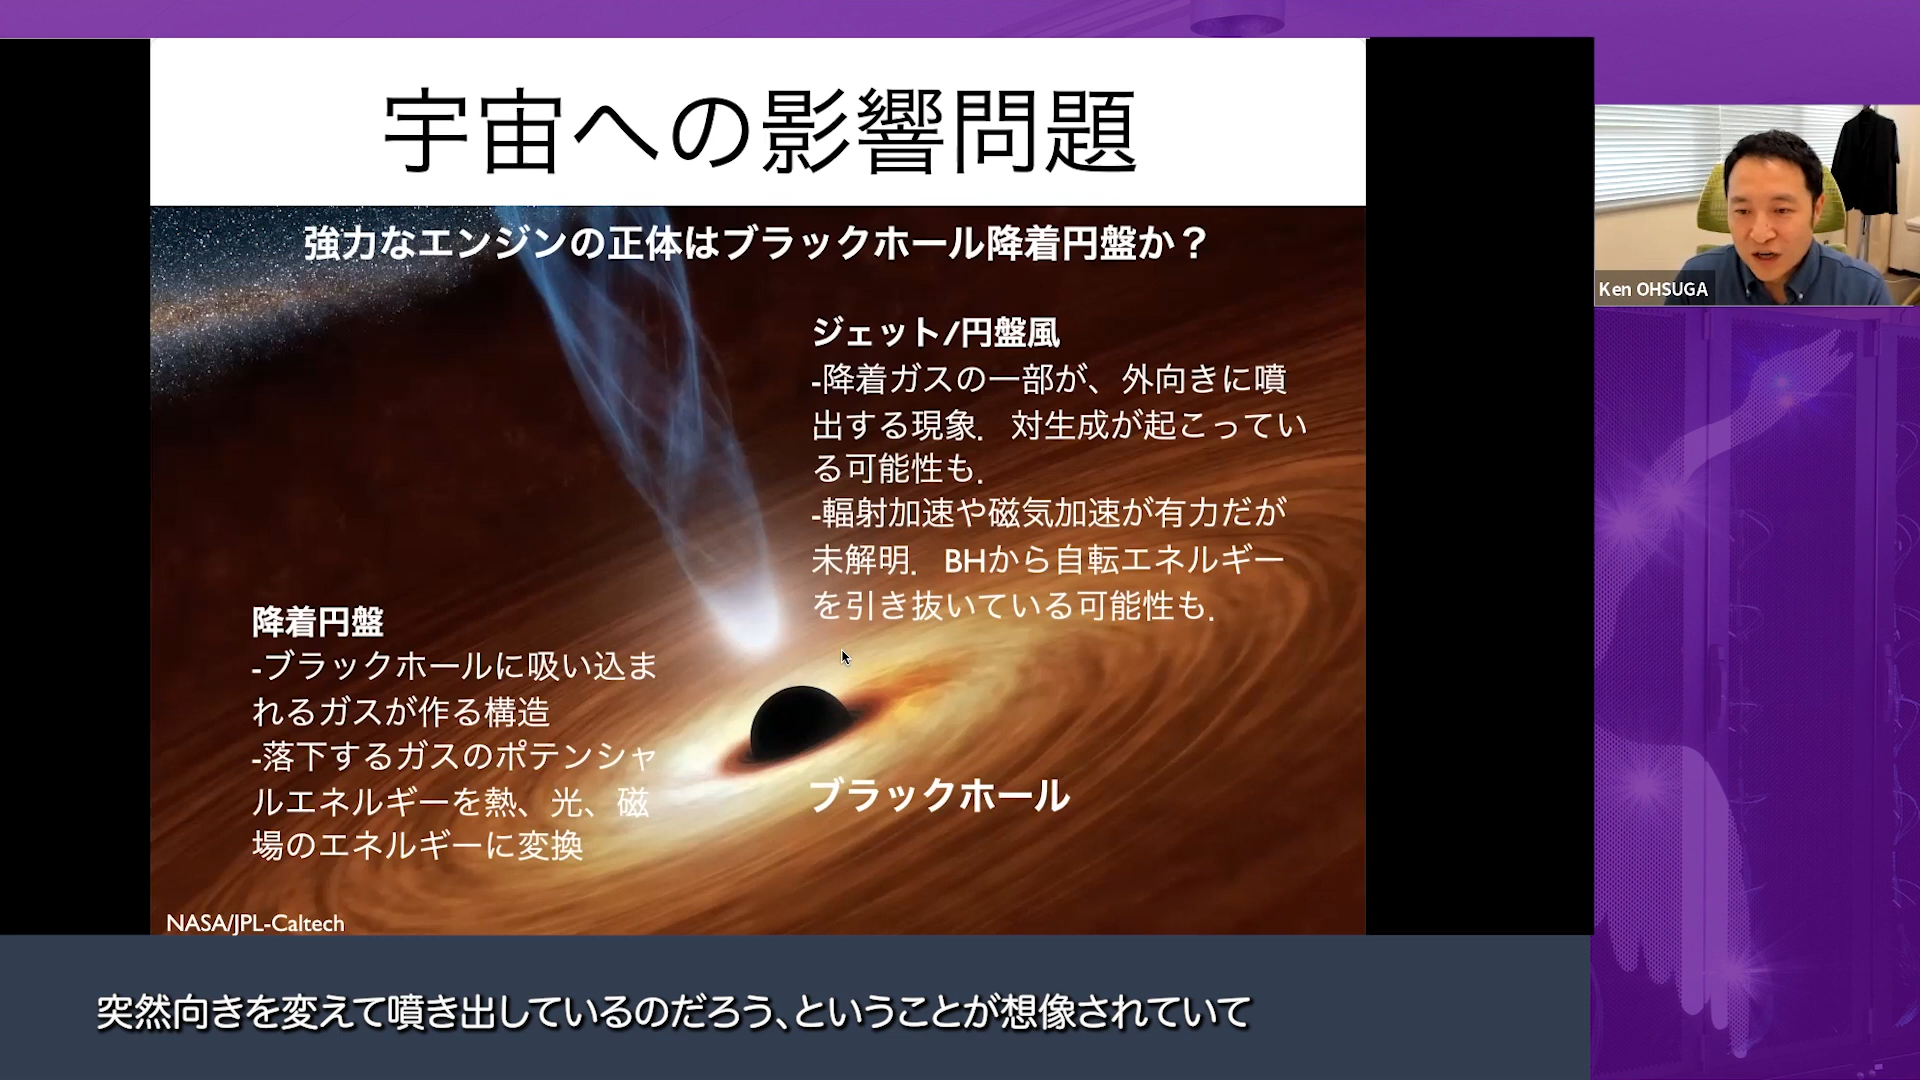 宇宙への影響問題
強力なエンジンの正体はブラックホール降着円盤か？
ジェット/円盤風
-降着ガスの一部が、外向きに噴
出する現象．対生成が起こってい
る可能性も．
-輻射加速や磁気加速が有力だが
未解明．BHから自転エネルギー
を引き抜いている可能性も．
降着円盤
-ブラックホールに吸い込ま
れるガスが作る構造
-落下するガスのポテンシャ
ルエネルギーを熱、光、磁
場のエネルギーに変換
ブラックホール
NASA/JPL-Caltech
Ken OHSUGA
突然向きを変えて噴き出しているのだろう、ということが想像されていて